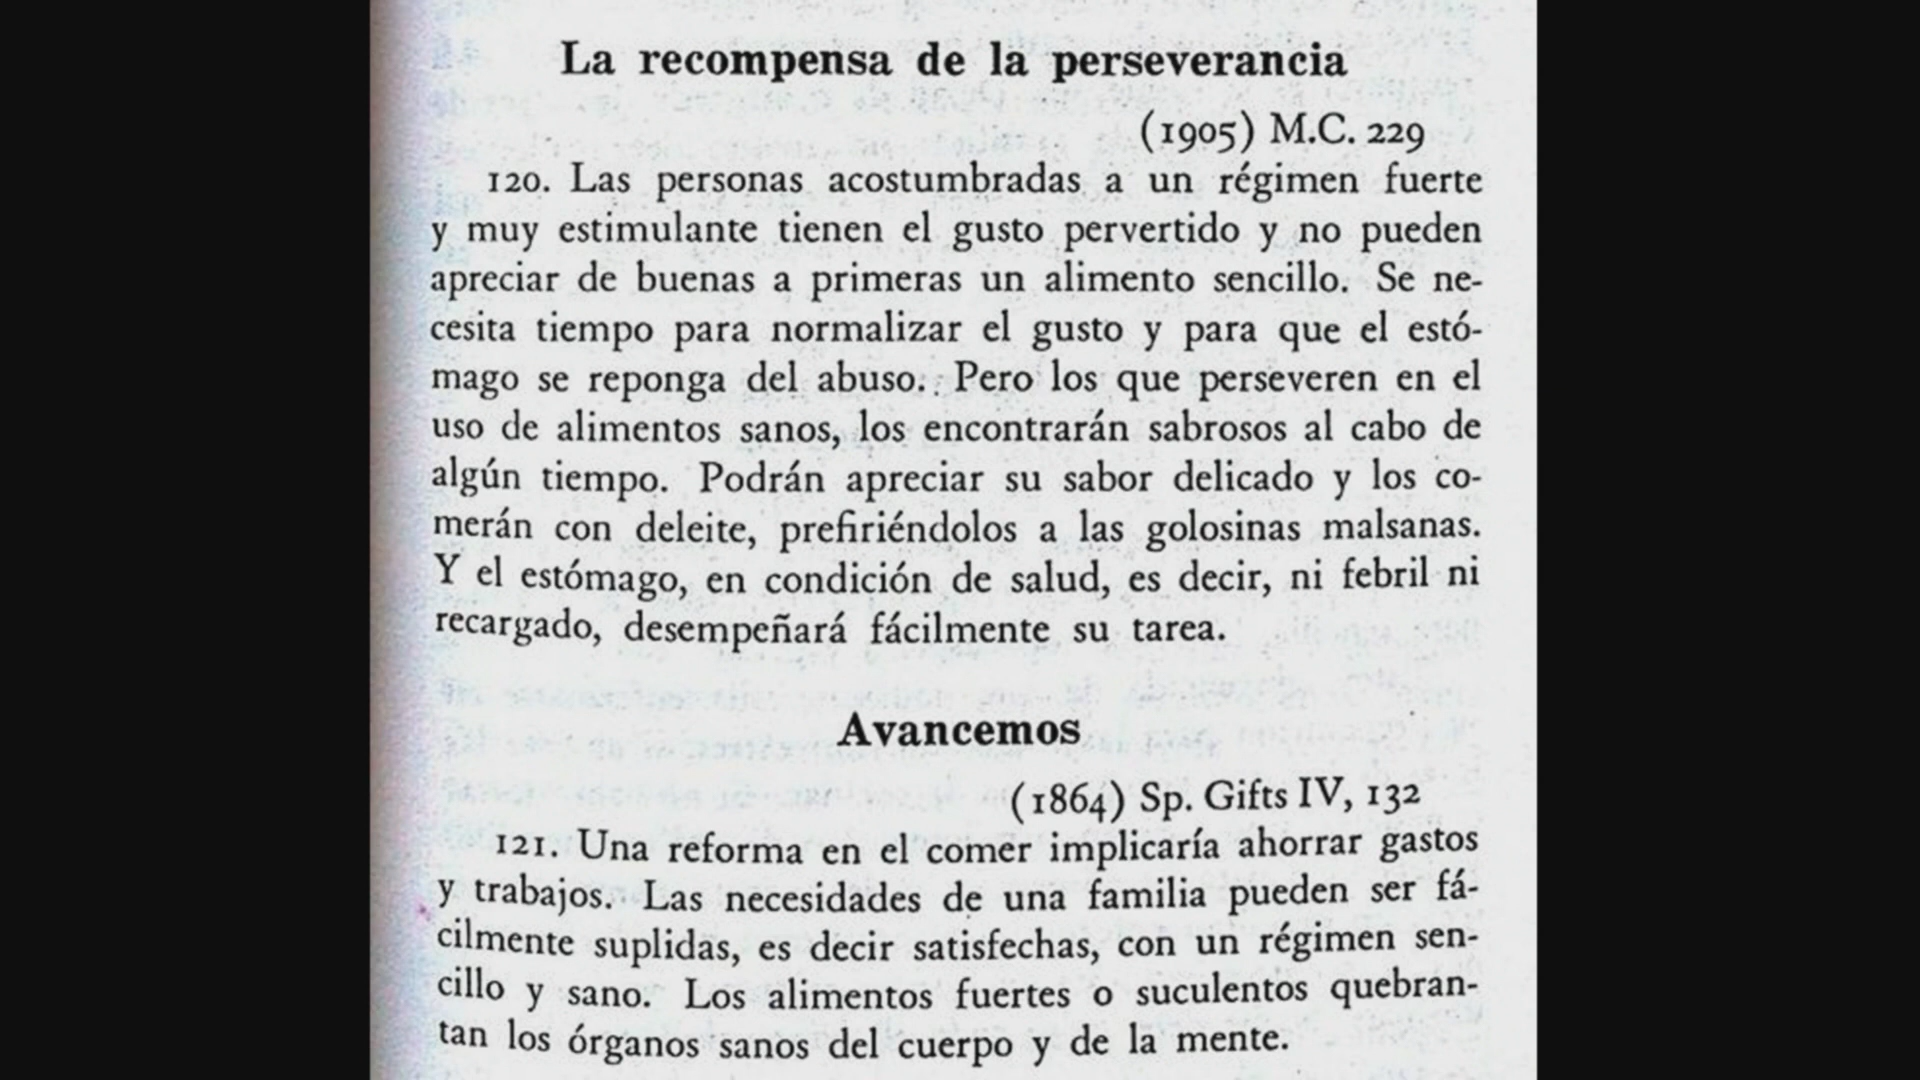 La recompensa de la perseverancia
(1905) M.C. 229
120. Las personas acostumbradas a un régimen fuerte
y muy estimulante tienen el gusto pervertido y no pueden
apreciar de buenas a primeras un alimento sencillo. Se ne-
cesita tiempo para normalizar el gusto y para que el estó-
mago se reponga del abuso. Pero los que perseveren en el
uso de alimentos sanos, los encontrarán sabrosos al cabo de
algún tiempo. Podrán apreciar su sabor delicado y los co-
merán con deleite, prefiriéndolos a las golosinas malsanas.
Y el estómago, en condición de salud, es decir, ni febril ni
recargado, desempeñará fácilmente su tarea.
Avancemos
(1864) Sp. Gifts IV, 132
121. Una reforma en el comer implicaría ahorrar gastos
y trabajos. Las necesidades de una familia pueden ser fá-
cilmente suplidas, es decir satisfechas, con un régimen sen-
cillo y sano. Los alimentos fuertes o suculentos quebran-
tan los órganos sanos del cuerpo y de la mente.